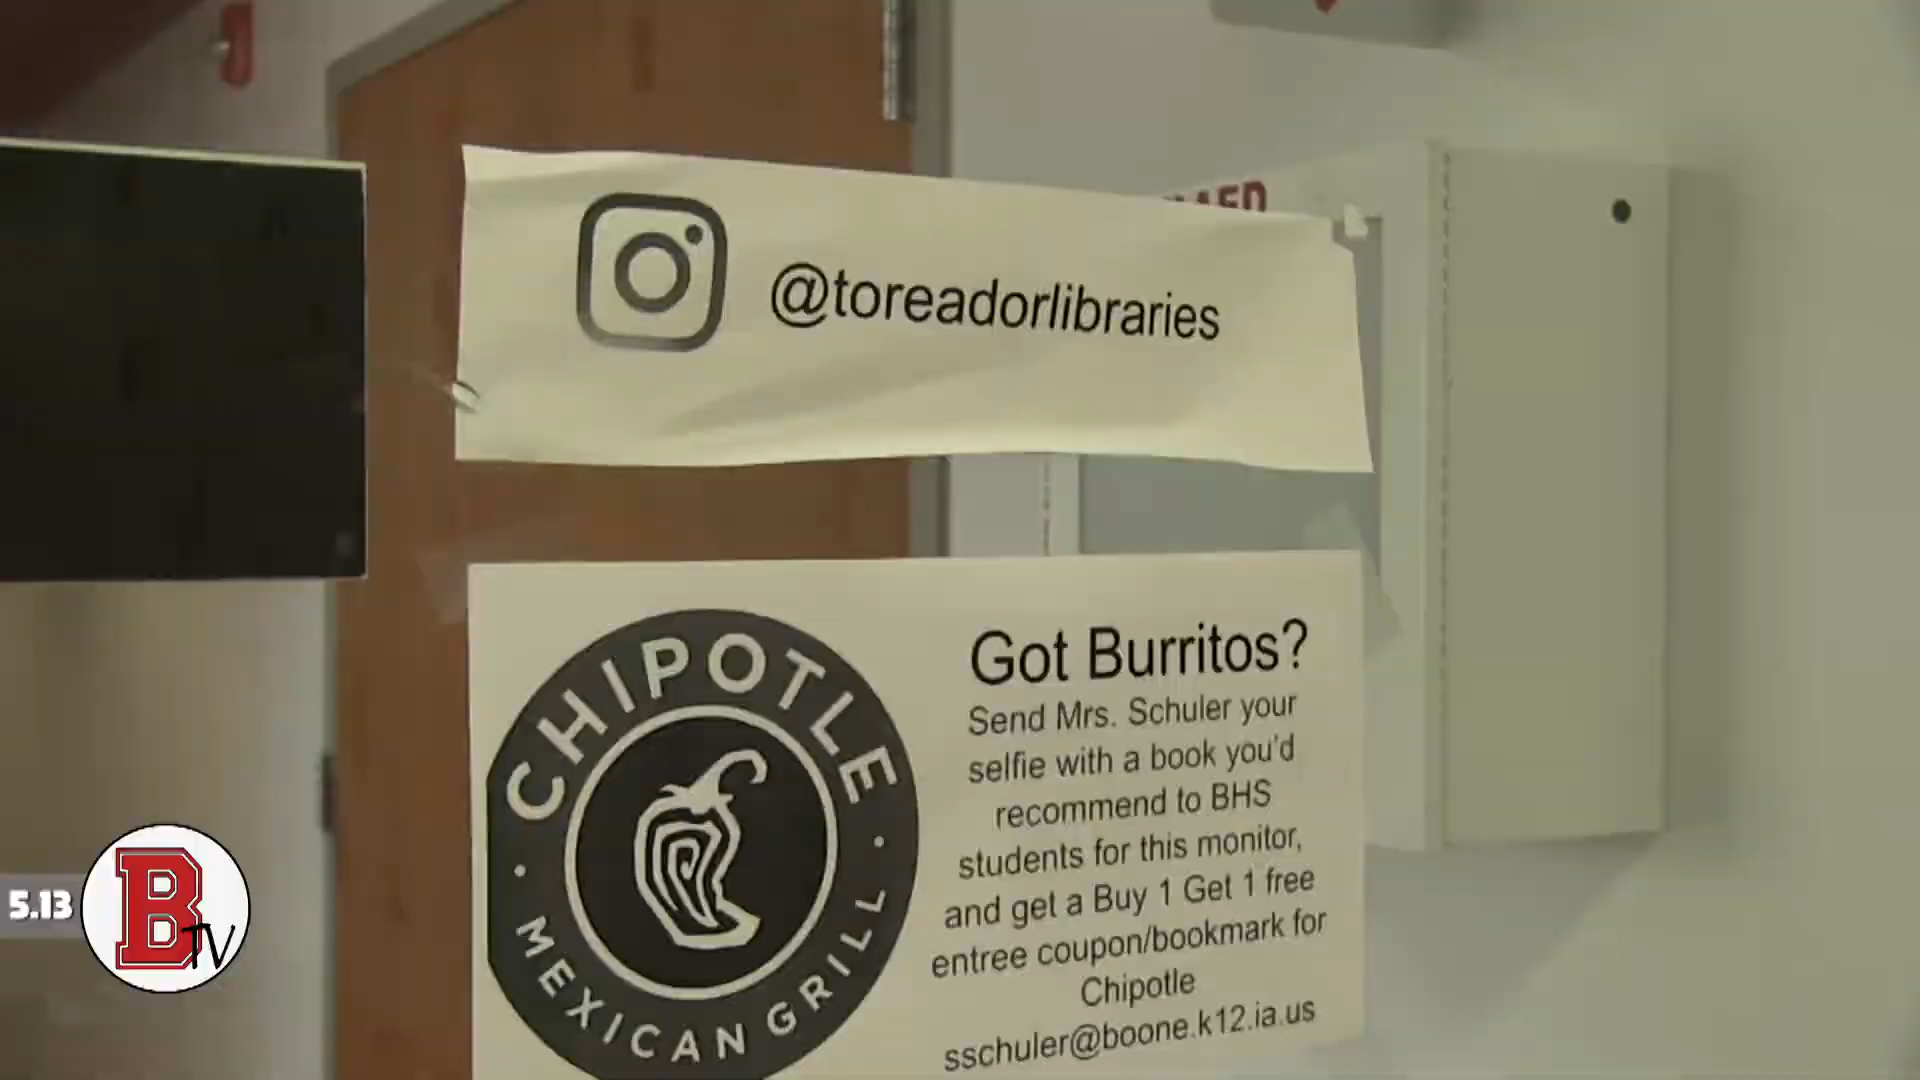 @toreadorlibraries
CHIPOTLE
MEXICAN GRILL
Got Burritos?
Send Mrs. Schuler your
selfie with a book you'd
recommend to BHS
students for this monitor,
and get a Buy 1 Get 1 free
entree coupon/bookmark for
Chipotle
sschuler@boone.k12.ia.us
5.13
B
TV